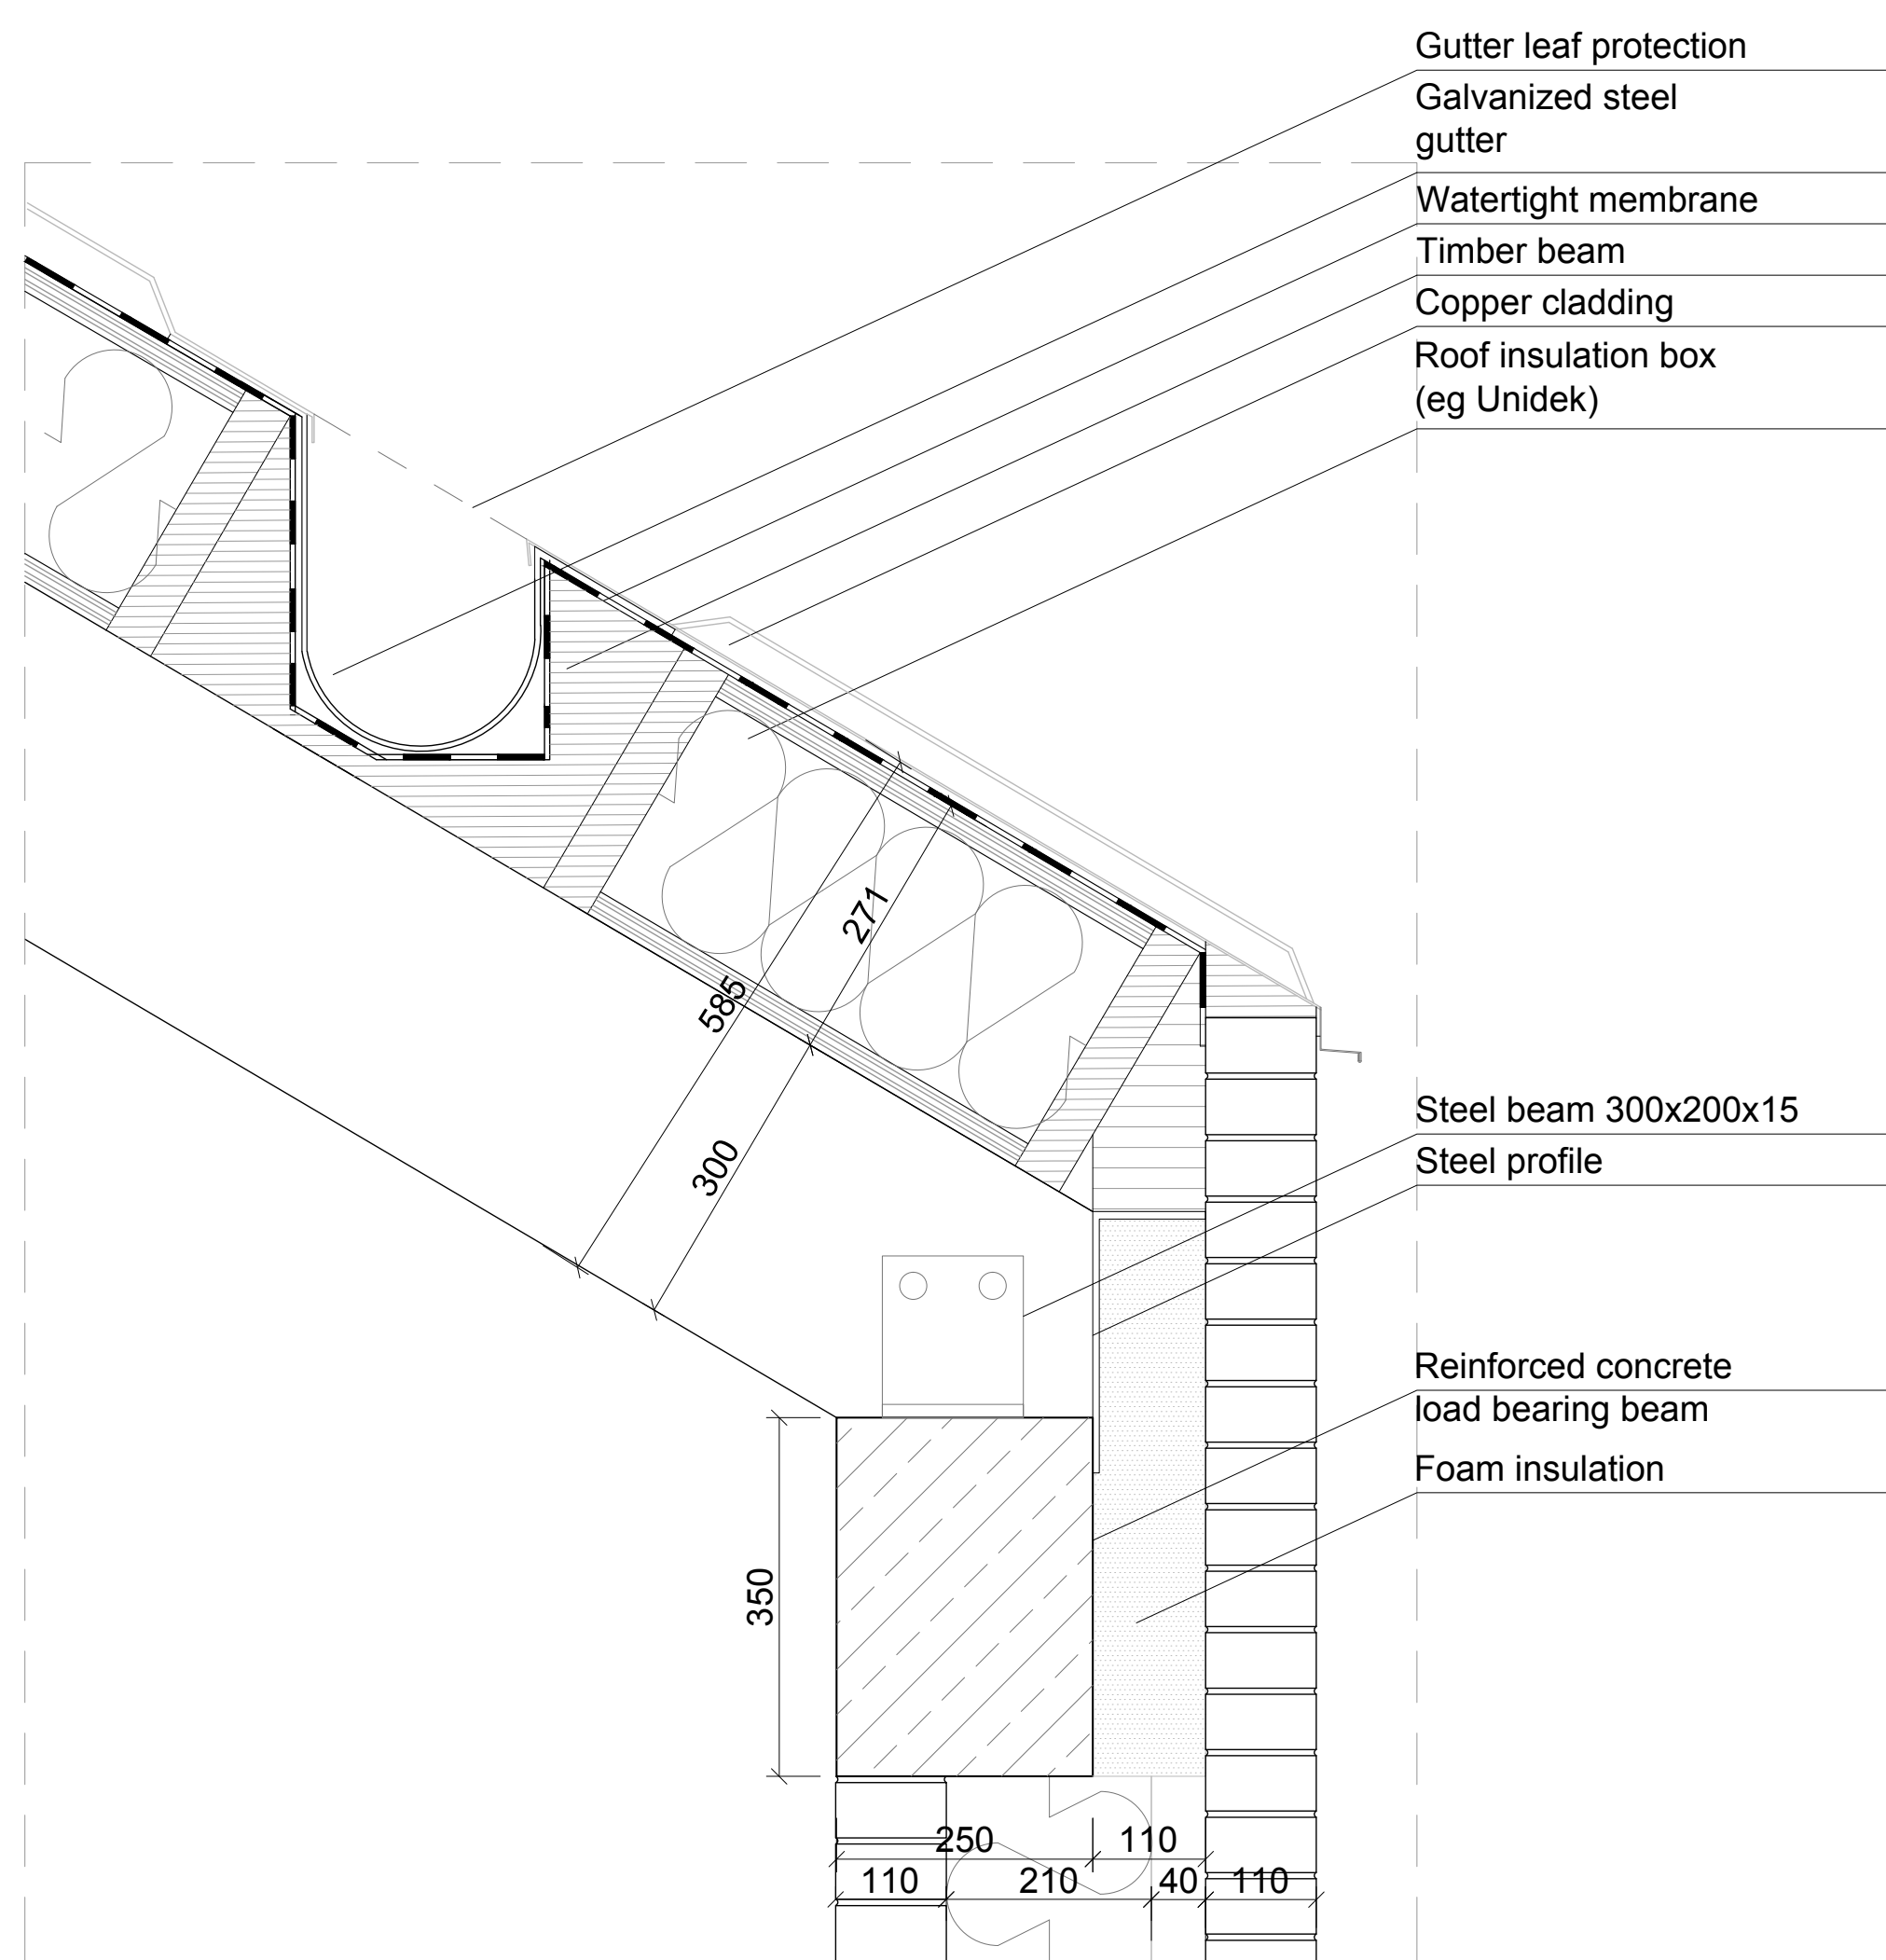 Gutter leaf protection
Galvanized steel
gutter
Watertight membrane
Timber beam
Copper cladding
Roof insulation box
(eg Unidek)
271
585
300
Steel beam 300x200x15
Steel profile
Reinforced concrete
load bearing beam
Foam insulation
350
250 110
110 210 40 110